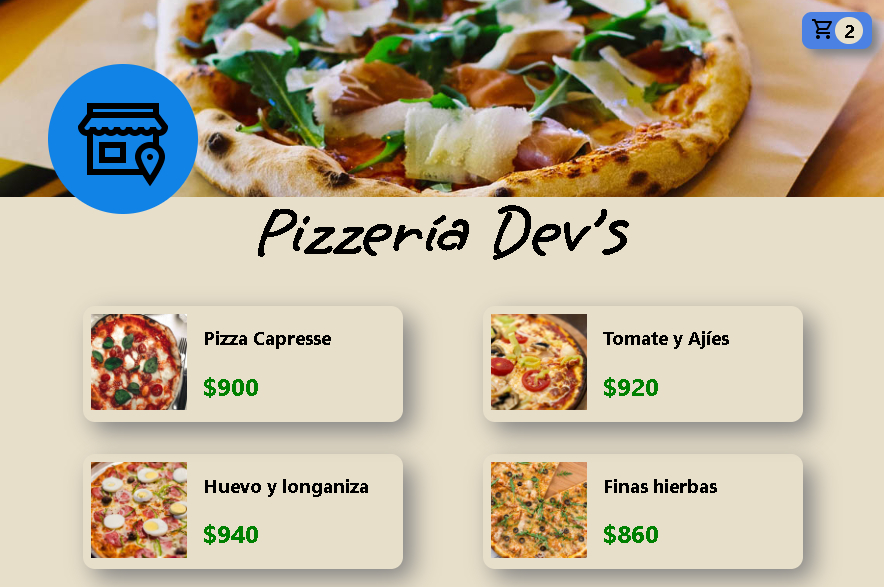 2
Pizzería Dev's
Pizza Capresse
$900
Tomate y Ajíes
$920
Huevo y longaniza
$940
Finas hierbas
$860